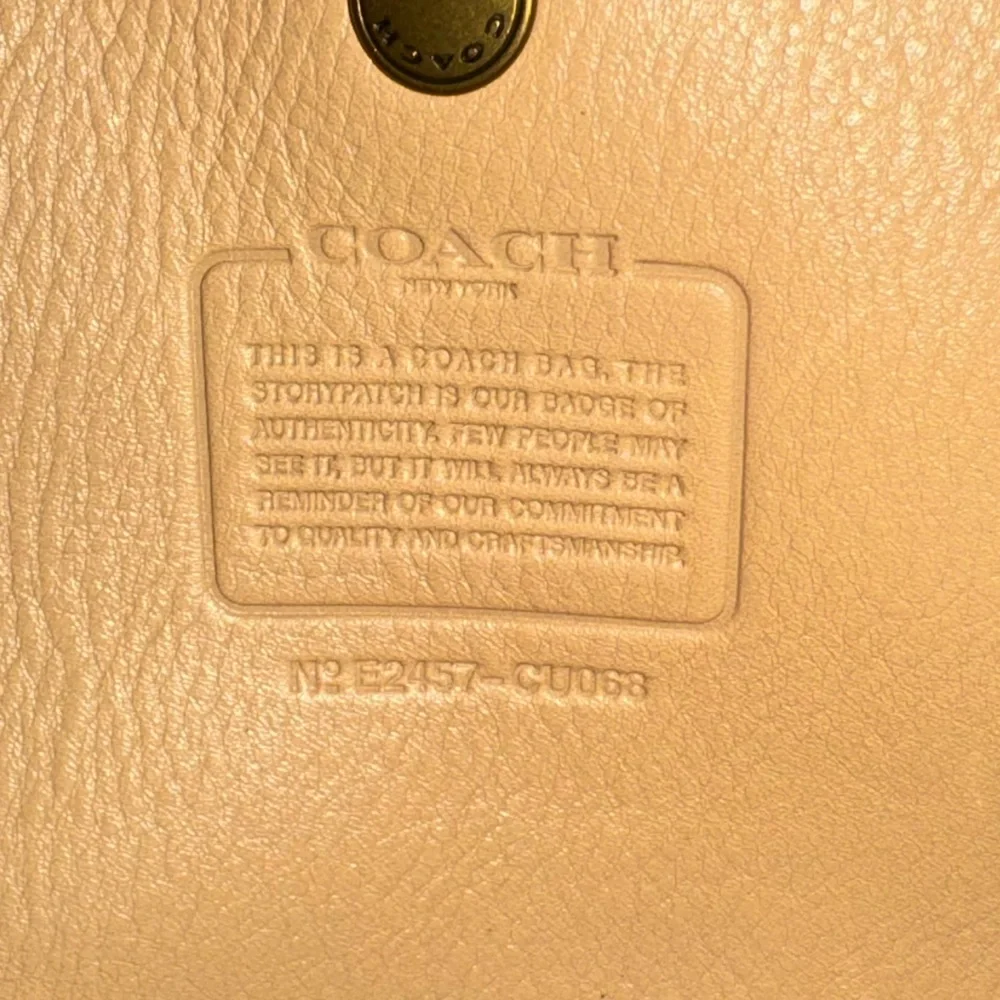 COACH
COACH
NEW YORK
THIS IS A COACH BAG. THE
STORYPATCH IS OUR BADGE OF
AUTHENTICITY. FEW PEOPLE MAY
SEE IT, BUT IT WILL ALWAYS BE A
REMINDER OF OUR COMMITMENT
TO QUALITY AND CRAFTSMANSHIP.
Nº E2457-CU068